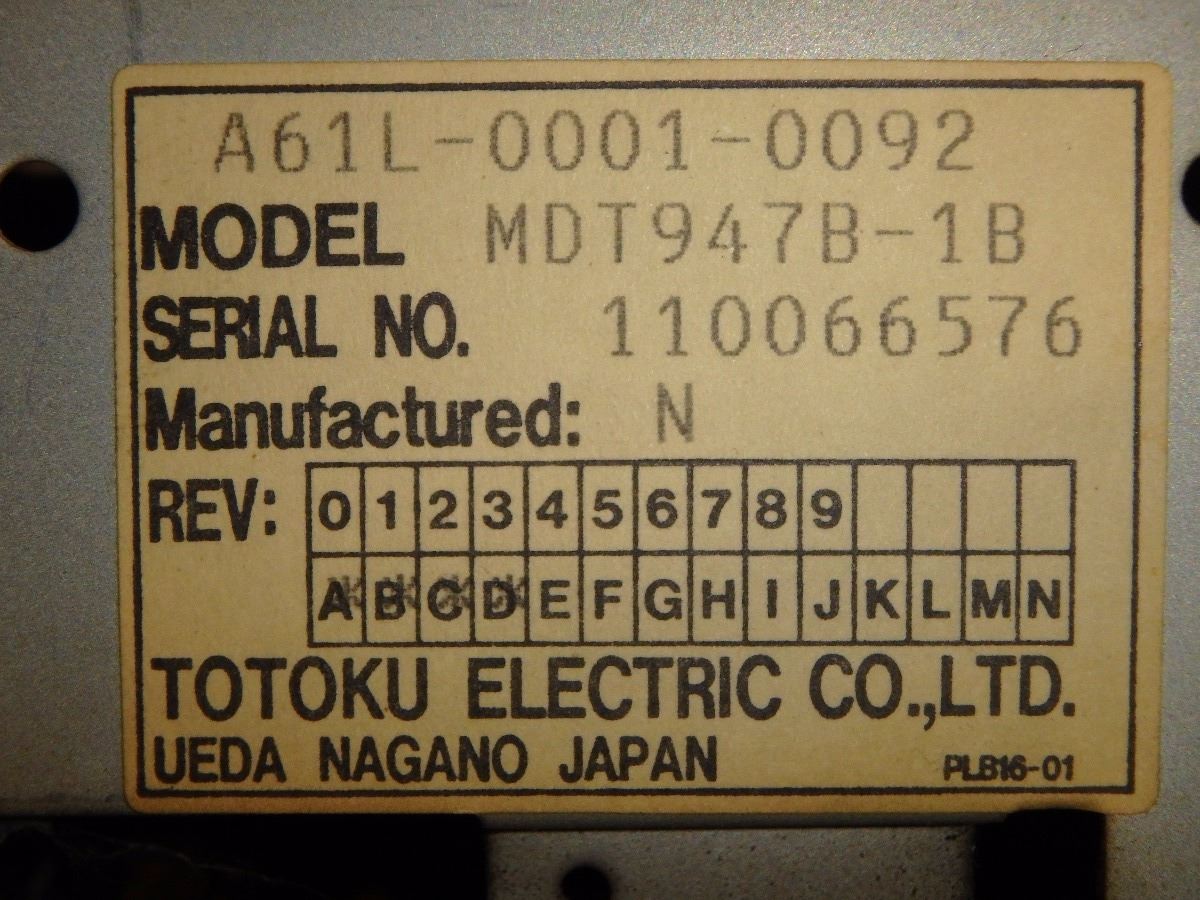 A61L-0001-0092
MODEL MDT947B-1B
SERIAL NO. 110066576
Manufactured: N
REV: 0 1 2 3 4 5 6 7 8 9
A B C D E F G H I J K L M N
TOTOKU ELECTRIC CO.,LTD.
UEDA NAGANO JAPAN PLB16-01